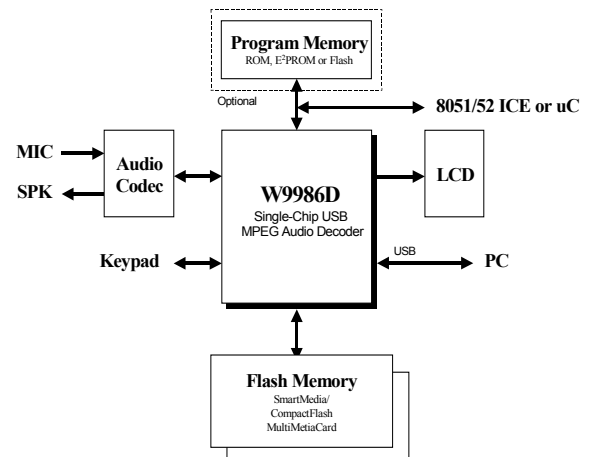 Program Memory
ROM, E²PROM or Flash
Optional
8051/52 ICE or uC
MIC
SPK
Audio
Codec
W9986D
Single-Chip USB
MPEG Audio Decoder
LCD
Keypad
USB
PC
Flash Memory
SmartMedia/
CompactFlash
MultiMetiaCard